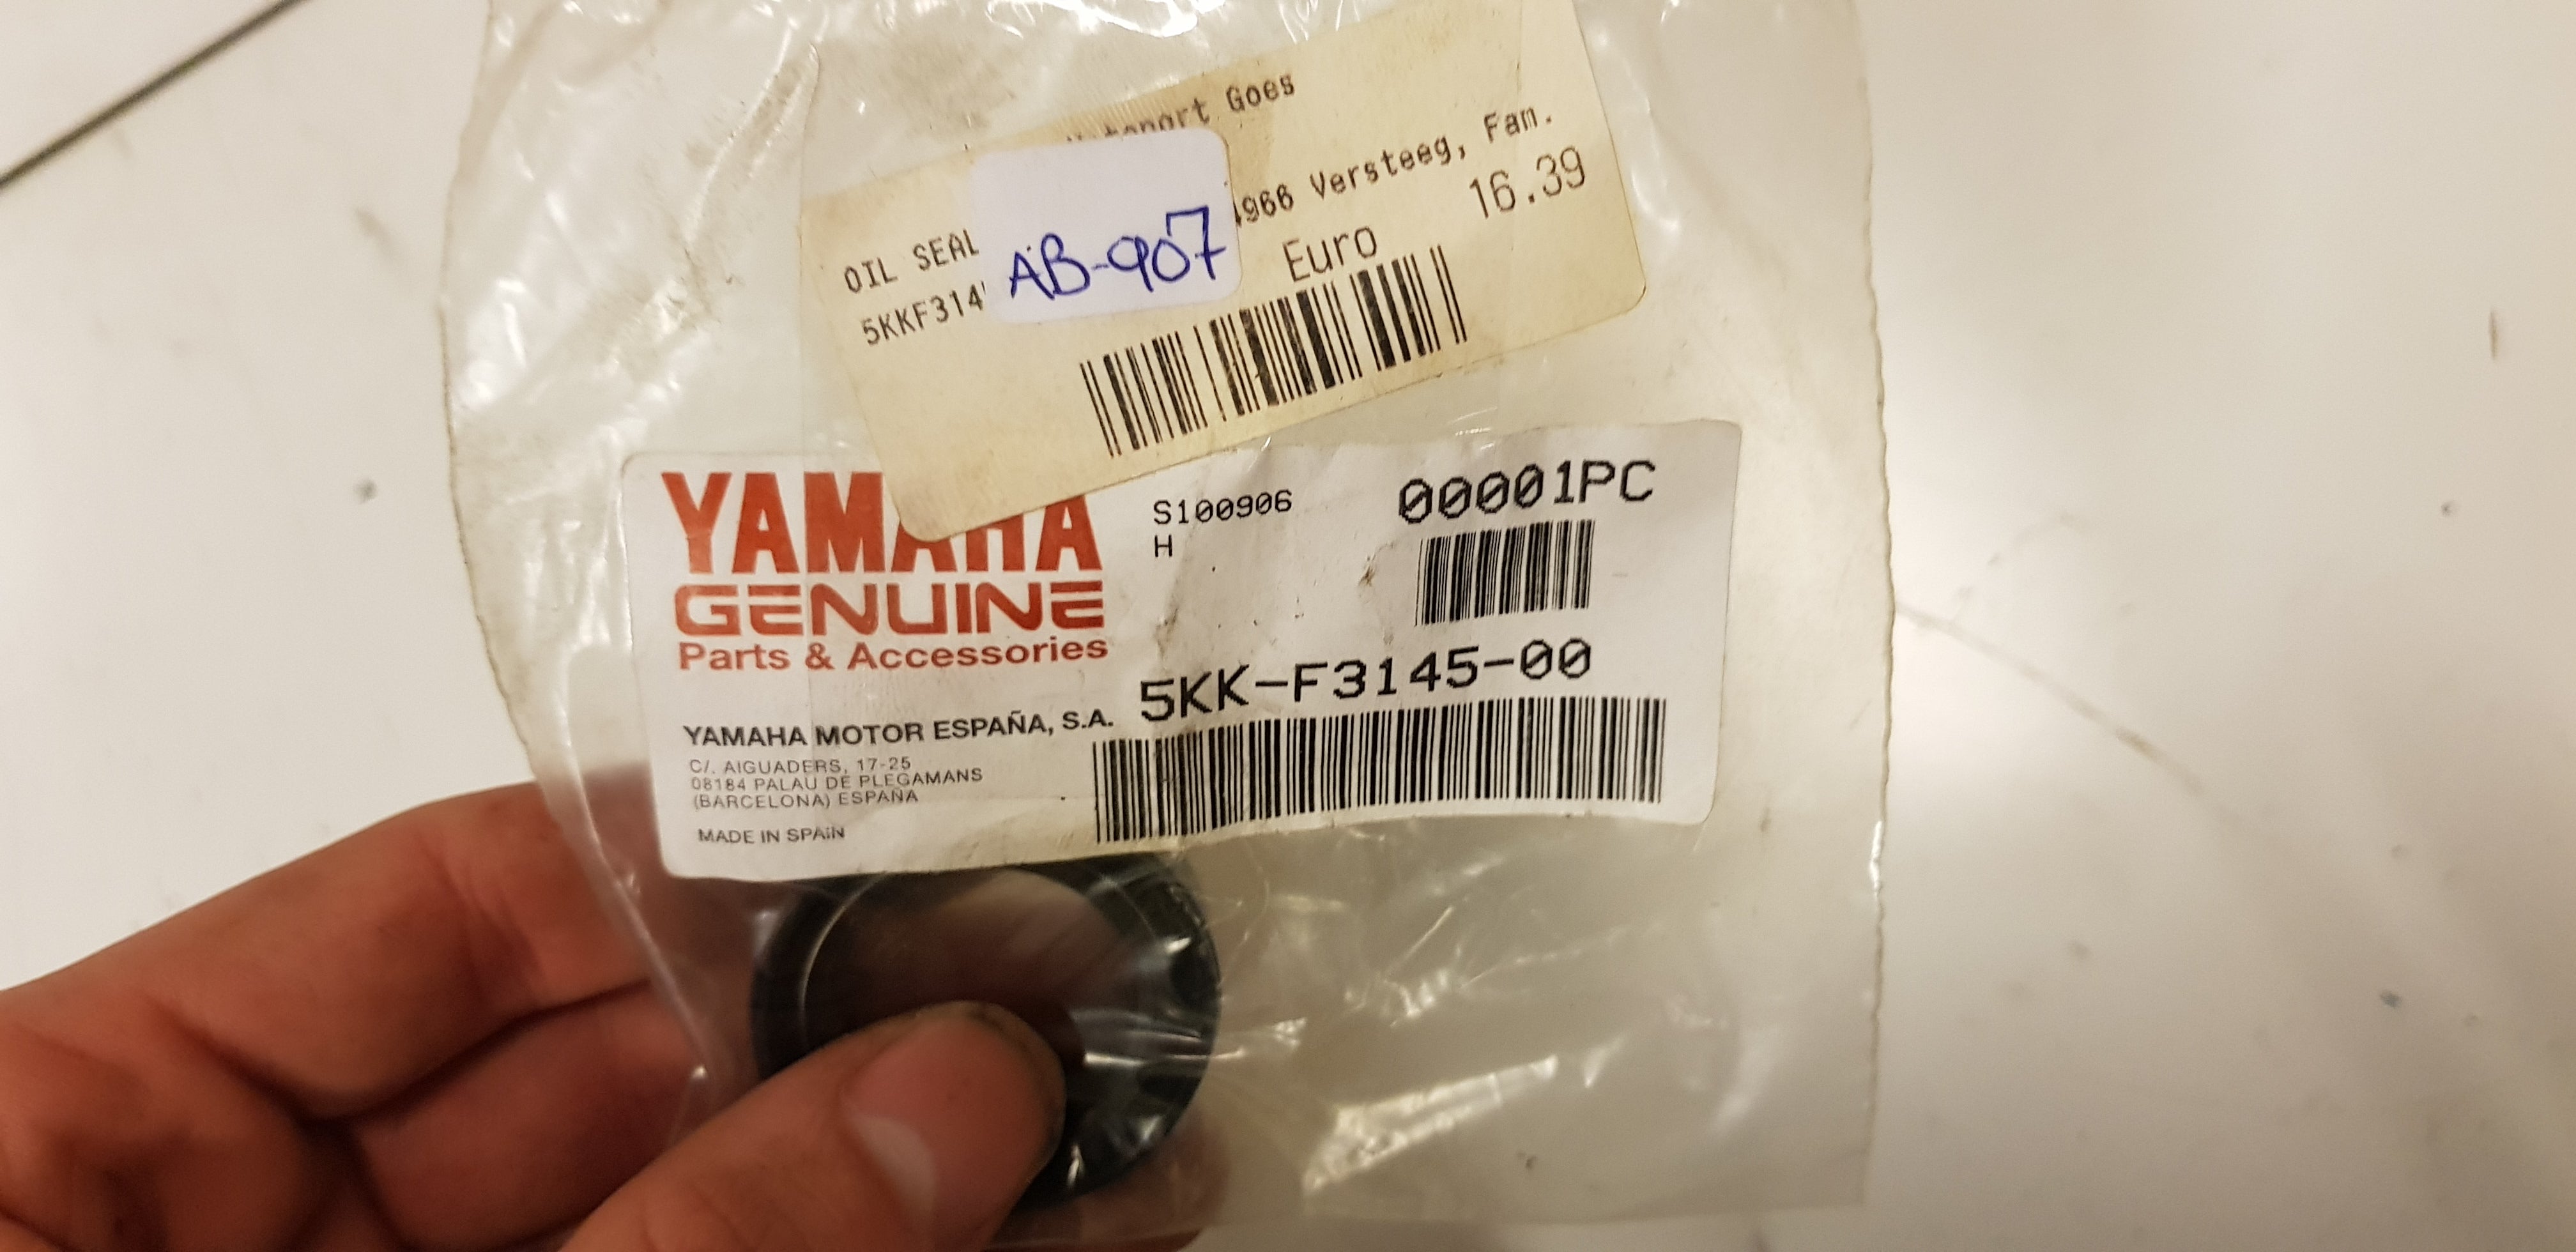 Goes
4966 Versteeg, Fam.
OIL SEAL
Euro 16.39
5KKF314
AB-907
YAMAHA
GENUINE
Parts & Accessories
S100906
H
00001PC
5KK-F3145-00
YAMAHA MOTOR ESPAÑA, S.A.
C/. AIGUADERS, 17-25
08184 PALAU DE PLEGAMANS
(BARCELONA) ESPAÑA
MADE IN SPAIN